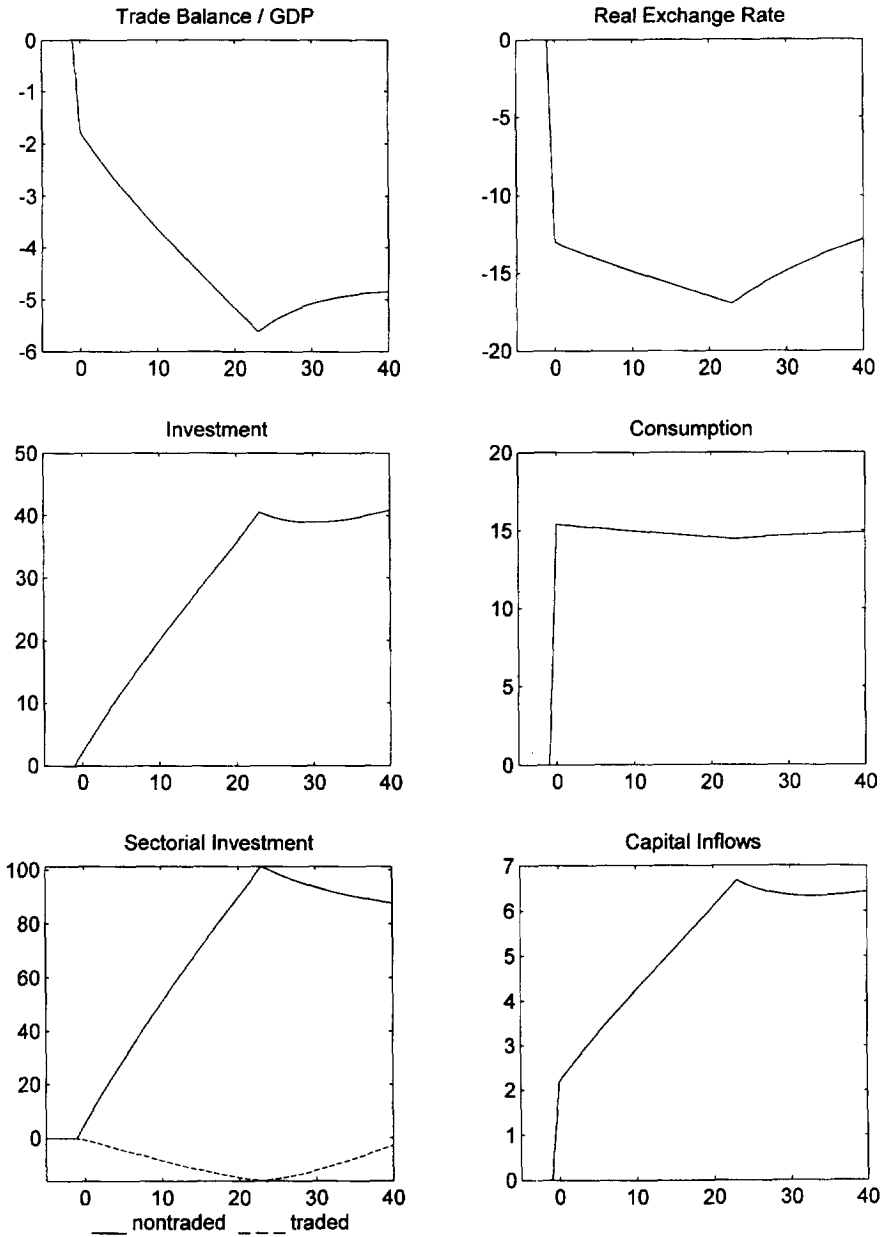 Trade Balance / GDP
0
-1
-2
-3
-4
-5
-6
0 10 20 30 40
Real Exchange Rate
0
-5
-10
-15
-20
0 10 20 30 40
Investment
50
40
30
20
10
0
0 10 20 30 40
Consumption
20
15
10
5
0
0 10 20 30 40
Sectorial Investment
100
80
60
40
20
0
0 10 20 30 40
nontraded traded
Capital Inflows
7
6
5
4
3
2
1
0
0 10 20 30 40